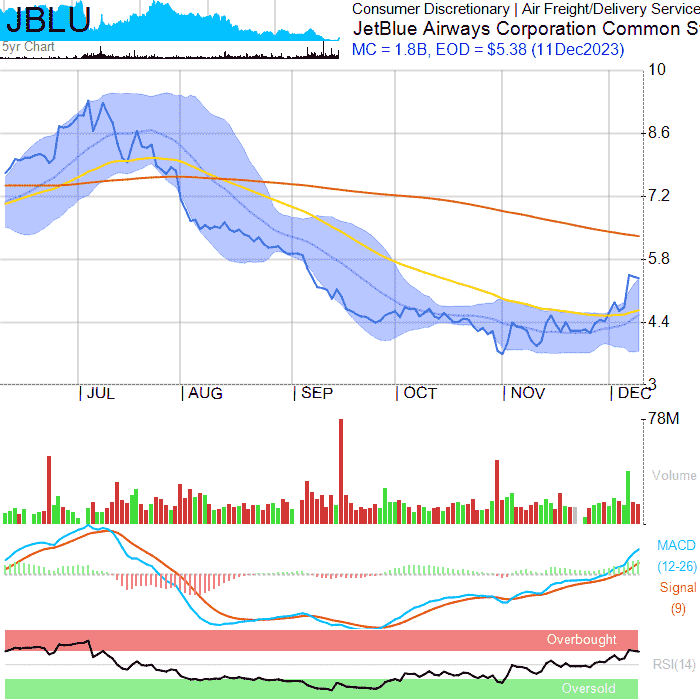 JBLU
5yr Chart
Consumer Discretionary | Air Freight/Delivery Service
JetBlue Airways Corporation Common S
MC = 1.8B, EOD = $5.38 (11Dec2023)
10
8.6
7.2
5.8
4.4
3
JUL AUG SEP OCT NOV DEC
78M
Volume
MACD
(12-26)
Signal
(9)
Overbought
RSI(14)
Oversold